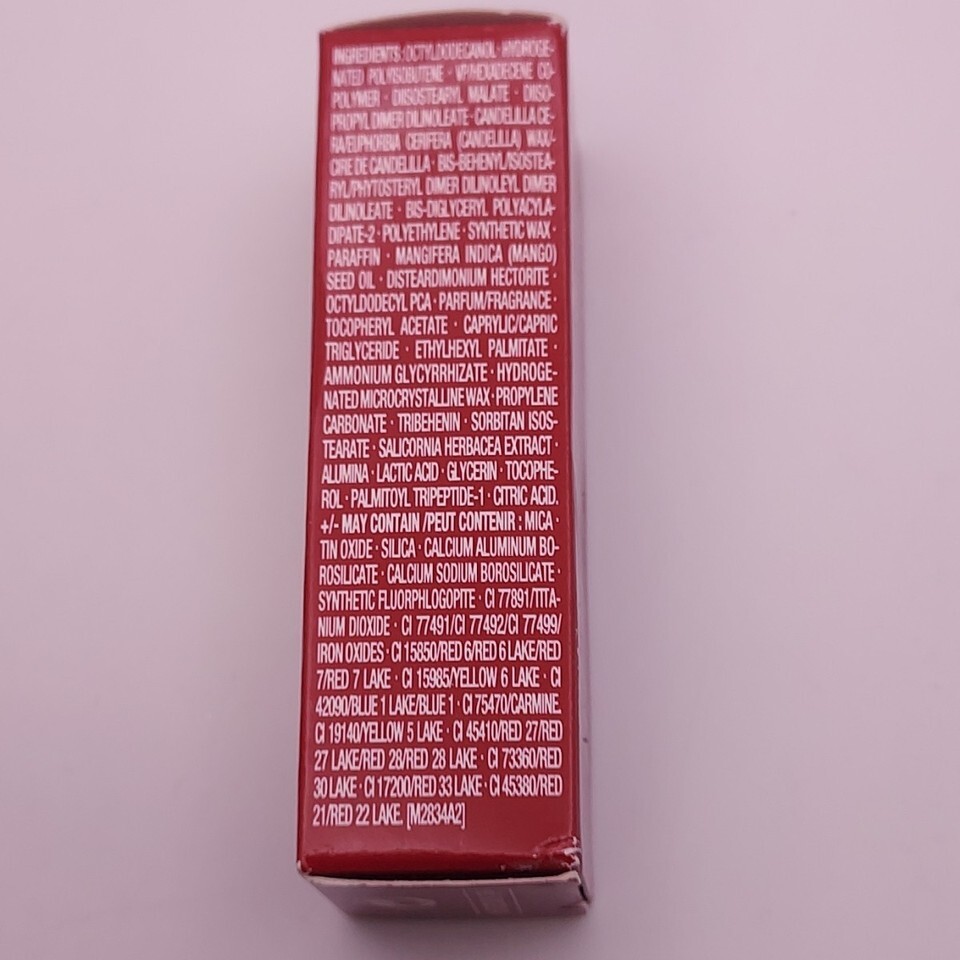 INGREDIENTS : OCTYLDODECANOL · HYDROGE-
NATED POLYISOBUTENE · VP/HEXADECENE CO-
POLYMER · DIISOSTEARYL MALATE · DIISO-
PROPYL DIMER DILINOLEATE · CANDELILLA CE-
RA/EUPHORBIA CERIFERA (CANDELILLA) WAX/
CIRE DE CANDELILLA · BIS-BEHENYL/ISOSTEA-
RYL/PHYTOSTERYL DIMER DILINOLEYL DIMER
DILINOLEATE · BIS-DIGLYCERYL POLYACYLA-
DIPATE-2 · POLYETHYLENE · SYNTHETIC WAX ·
PARAFFIN · MANGIFERA INDICA (MANGO)
SEED OIL · DISTEARDIMONIUM HECTORITE ·
OCTYLDODECYL PCA · PARFUM/FRAGRANCE ·
TOCOPHERYL ACETATE · CAPRYLIC/CAPRIC
TRIGLYCERIDE · ETHYLHEXYL PALMITATE ·
AMMONIUM GLYCYRRHIZATE · HYDROGE-
NATED MICROCRYSTALLINE WAX · PROPYLENE
CARBONATE · TRIBEHENIN · SORBITAN ISOS-
TEARATE · SALICORNIA HERBACEA EXTRACT ·
ALUMINA · LACTIC ACID · GLYCERIN · TOCOPHE-
ROL · PALMITOYL TRIPEPTIDE-1 · CITRIC ACID.
+/- MAY CONTAIN /PEUT CONTENIR : MICA ·
TIN OXIDE · SILICA · CALCIUM ALUMINUM BO-
ROSILICATE · CALCIUM SODIUM BOROSILICATE ·
SYNTHETIC FLUORPHLOGOPITE · CI 77891/TITA-
NIUM DIOXIDE · CI 77491/CI 77492/CI 77499/
IRON OXIDES · CI 15850/RED 6/RED 6 LAKE/RED
7/RED 7 LAKE · CI 15985/YELLOW 6 LAKE · CI
42090/BLUE 1 LAKE/BLUE 1 · CI 75470/CARMINE.
CI 19140/YELLOW 5 LAKE · CI 45410/RED 27/RED
27 LAKE/RED 28/RED 28 LAKE · CI 73360/RED
30 LAKE · CI 17200/RED 33 LAKE · CI 45380/RED
21/RED 22 LAKE. [M2834A2]